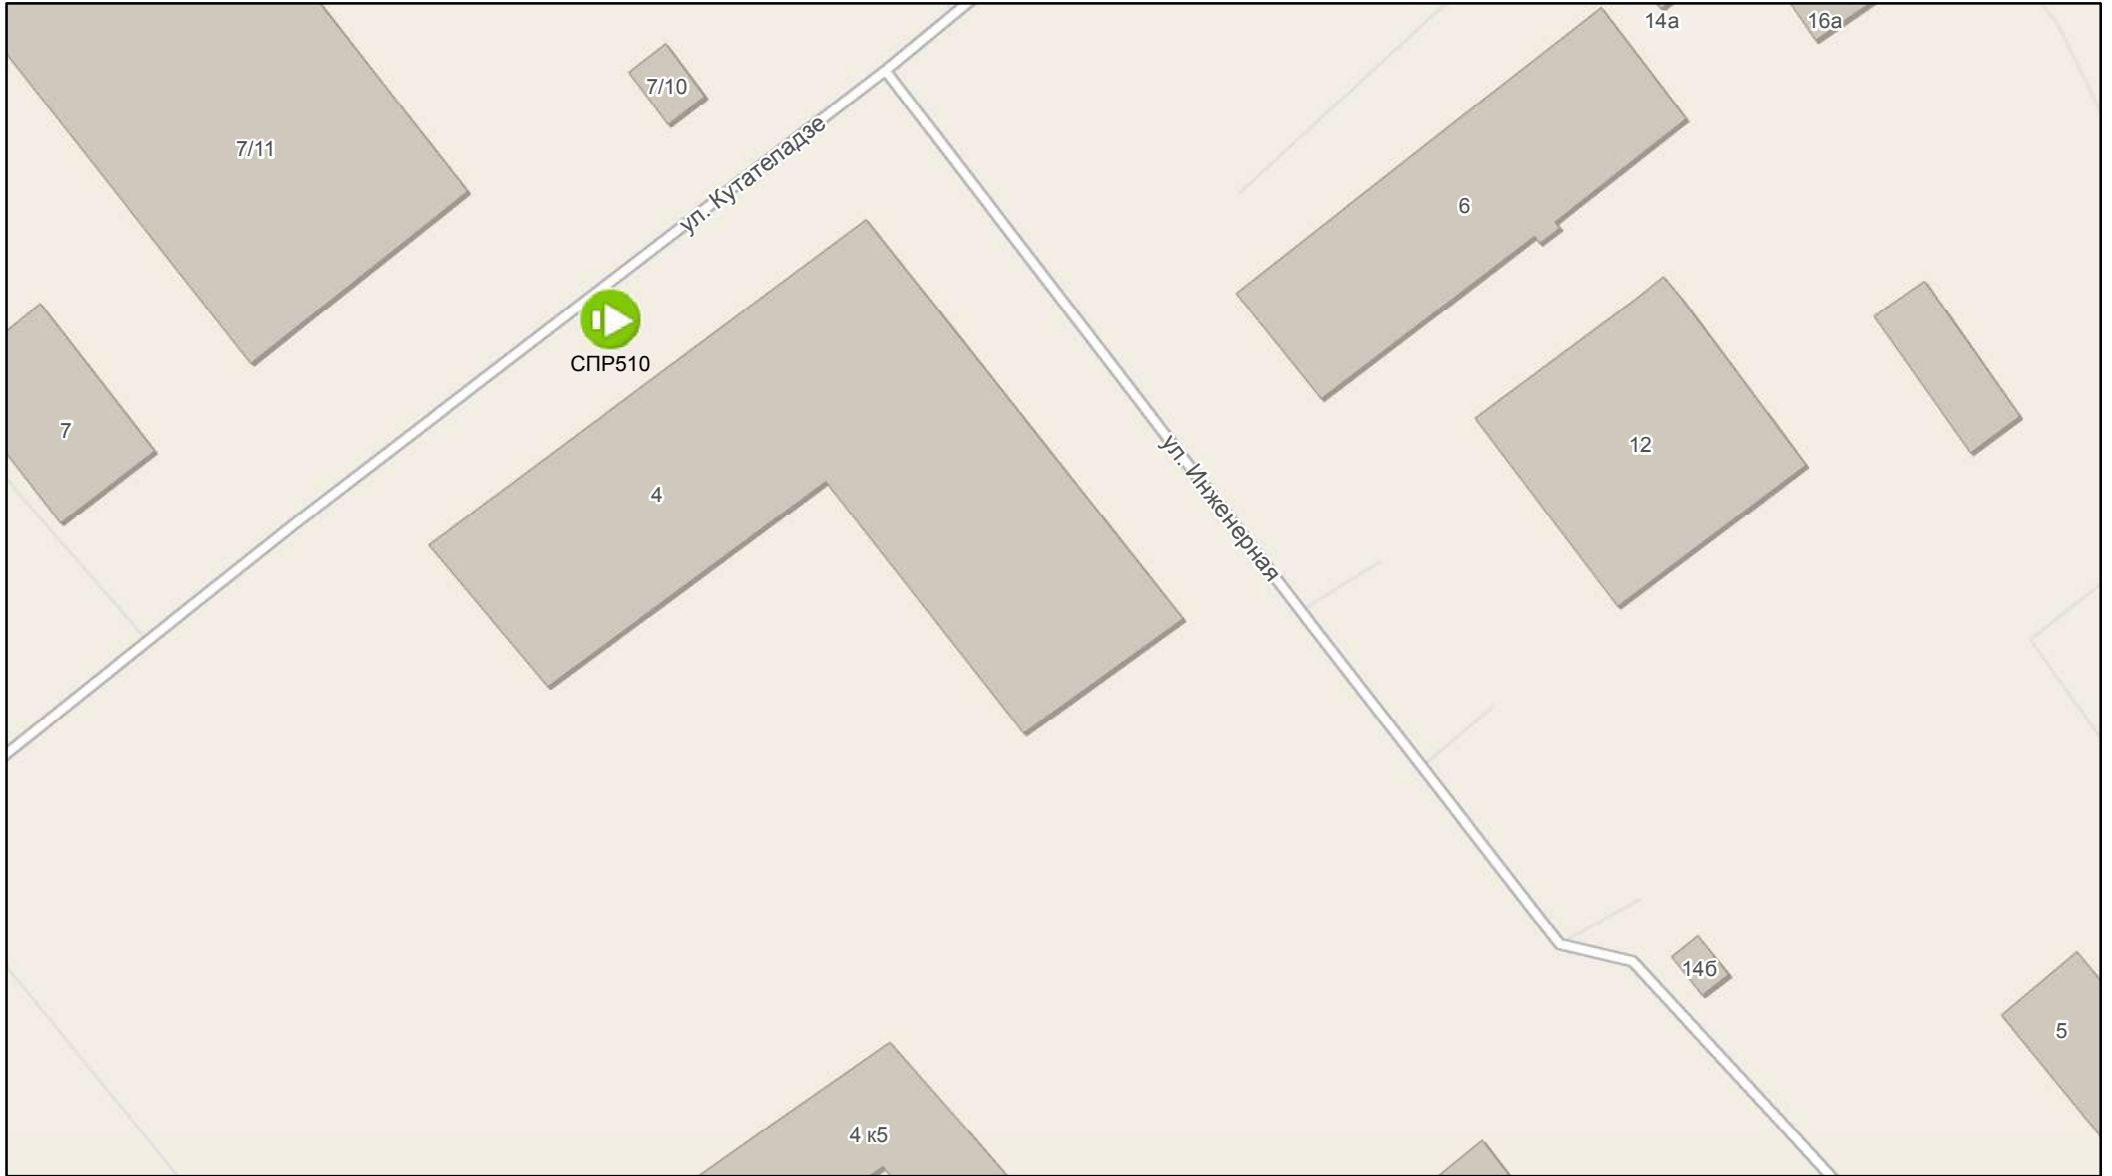 14а
16а
7/10
ул. Кутателадзе
7/11
6
СПР510
7
12
4
ул. Инженерная
14б
5
4 к5